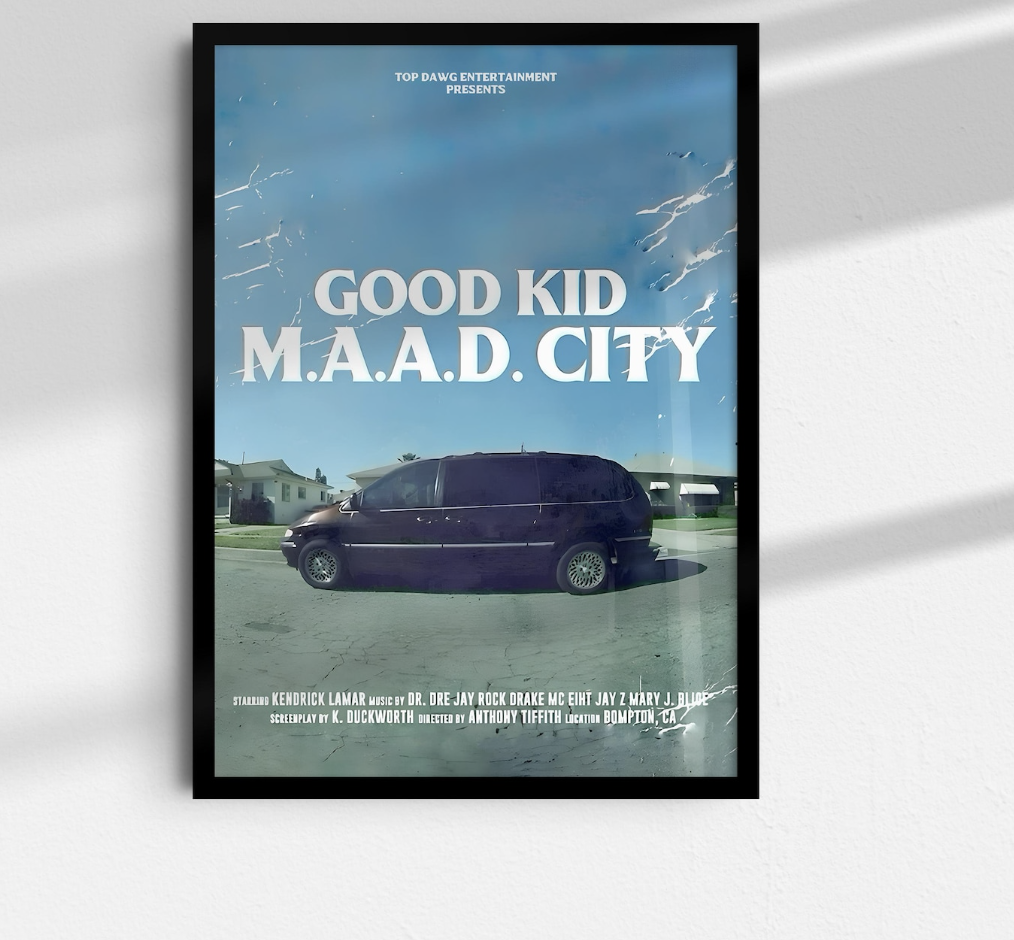 TOP DAWG ENTERTAINMENT
PRESENTS
GOOD KID
M.A.A.D. CITY
STARRING KENDRICK LAMAR MUSIC BY DR. DRE JAY ROCK DRAKE MC EIHT JAY Z MARY J. BLIGE
SCREENPLAY BY K. DUCKWORTH DIRECTED BY ANTHONY TIFFITH LOCATION BOMPTON, CA